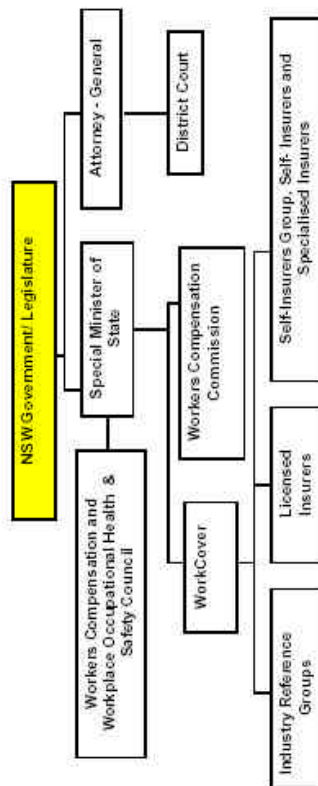 NSW Government/ Legislature
Attorney - General
District Court
Special Minister of
State
Workers Compensation and
Workplace Occupational Health &
Safety Council
Workers Compensation
Commission
WorkCover
Industry Reference
Groups
Licensed
Insurers
Self-Insurers Group, Self- Insurers and
Specialised Insurers